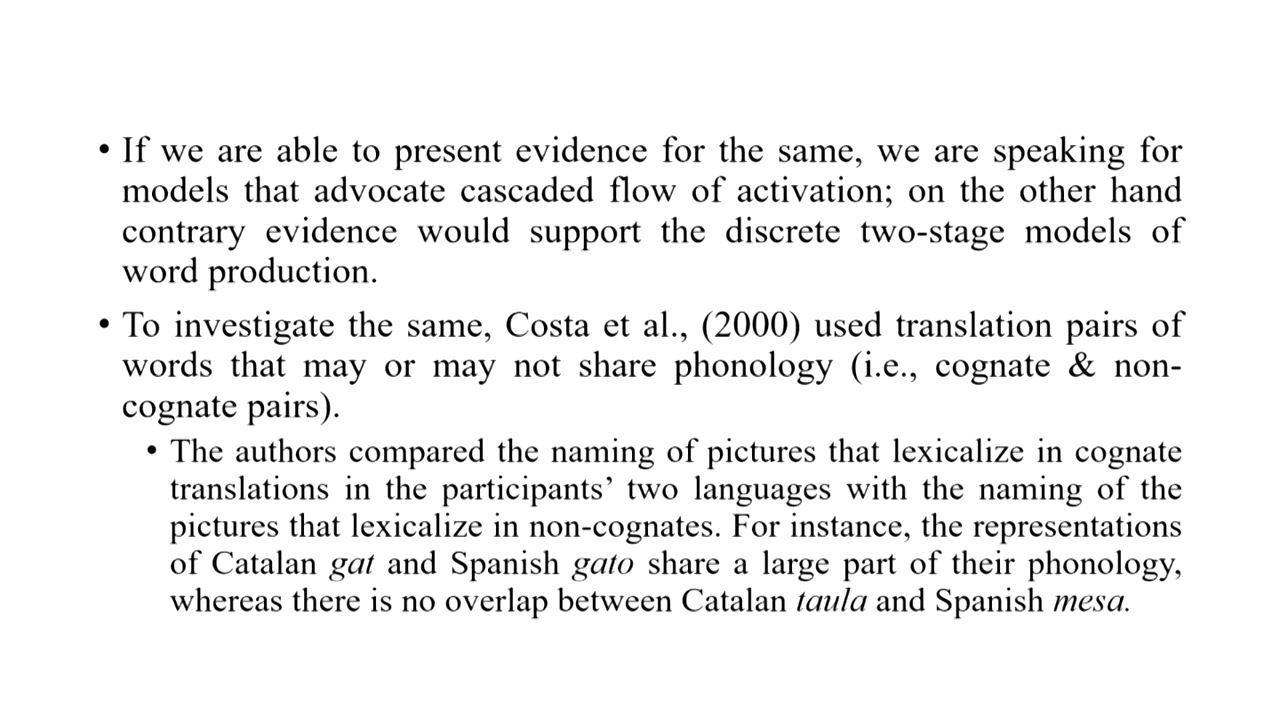 • If we are able to present evidence for the same, we are speaking for
models that advocate cascaded flow of activation; on the other hand
contrary evidence would support the discrete two-stage models of
word production.
• To investigate the same, Costa et al., (2000) used translation pairs of
words that may or may not share phonology (i.e., cognate & non-
cognate pairs).
• The authors compared the naming of pictures that lexicalize in cognate
translations in the participants’ two languages with the naming of the
pictures that lexicalize in non-cognates. For instance, the representations
of Catalan gat and Spanish gato share a large part of their phonology,
whereas there is no overlap between Catalan taula and Spanish mesa.